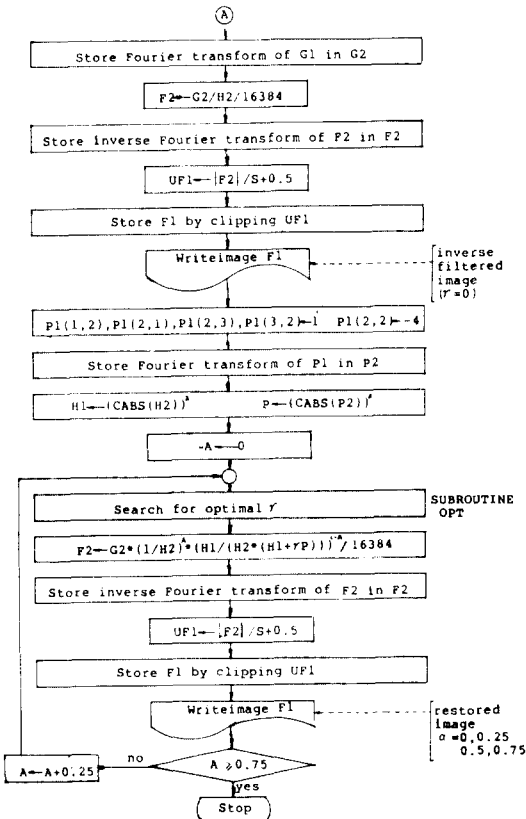 A
Store Fourier transform of G1 in G2
F2←G2/H2/16384
Store inverse Fourier transform of F2 in F2
UF1←|F2|/S+0.5
Store F1 by clipping UF1
Writeimage F1
inverse
filtered
image
(r=0)
P1(1,2),P1(2,1),P1(2,3),P1(3,2)←1 P1(2,2)←-4
Store Fourier transform of P1 in P2
H1←(CABS(H2))² P←(CABS(P2))²
-A←0
Search for optimal r
SUBROUTINE
OPT
F2←G2*(1/H2)^A*(H1/(H2*(H1+rP)))^1-A/16384
Store inverse Fourier transform of F2 in F2
UF1←|F2|/S+0.5
Store F1 by clipping UF1
Writeimage F1
restored
image
α=0,0.25
0.5,0.75
no
A⩾0.75
A←A+0.25
yes
Stop